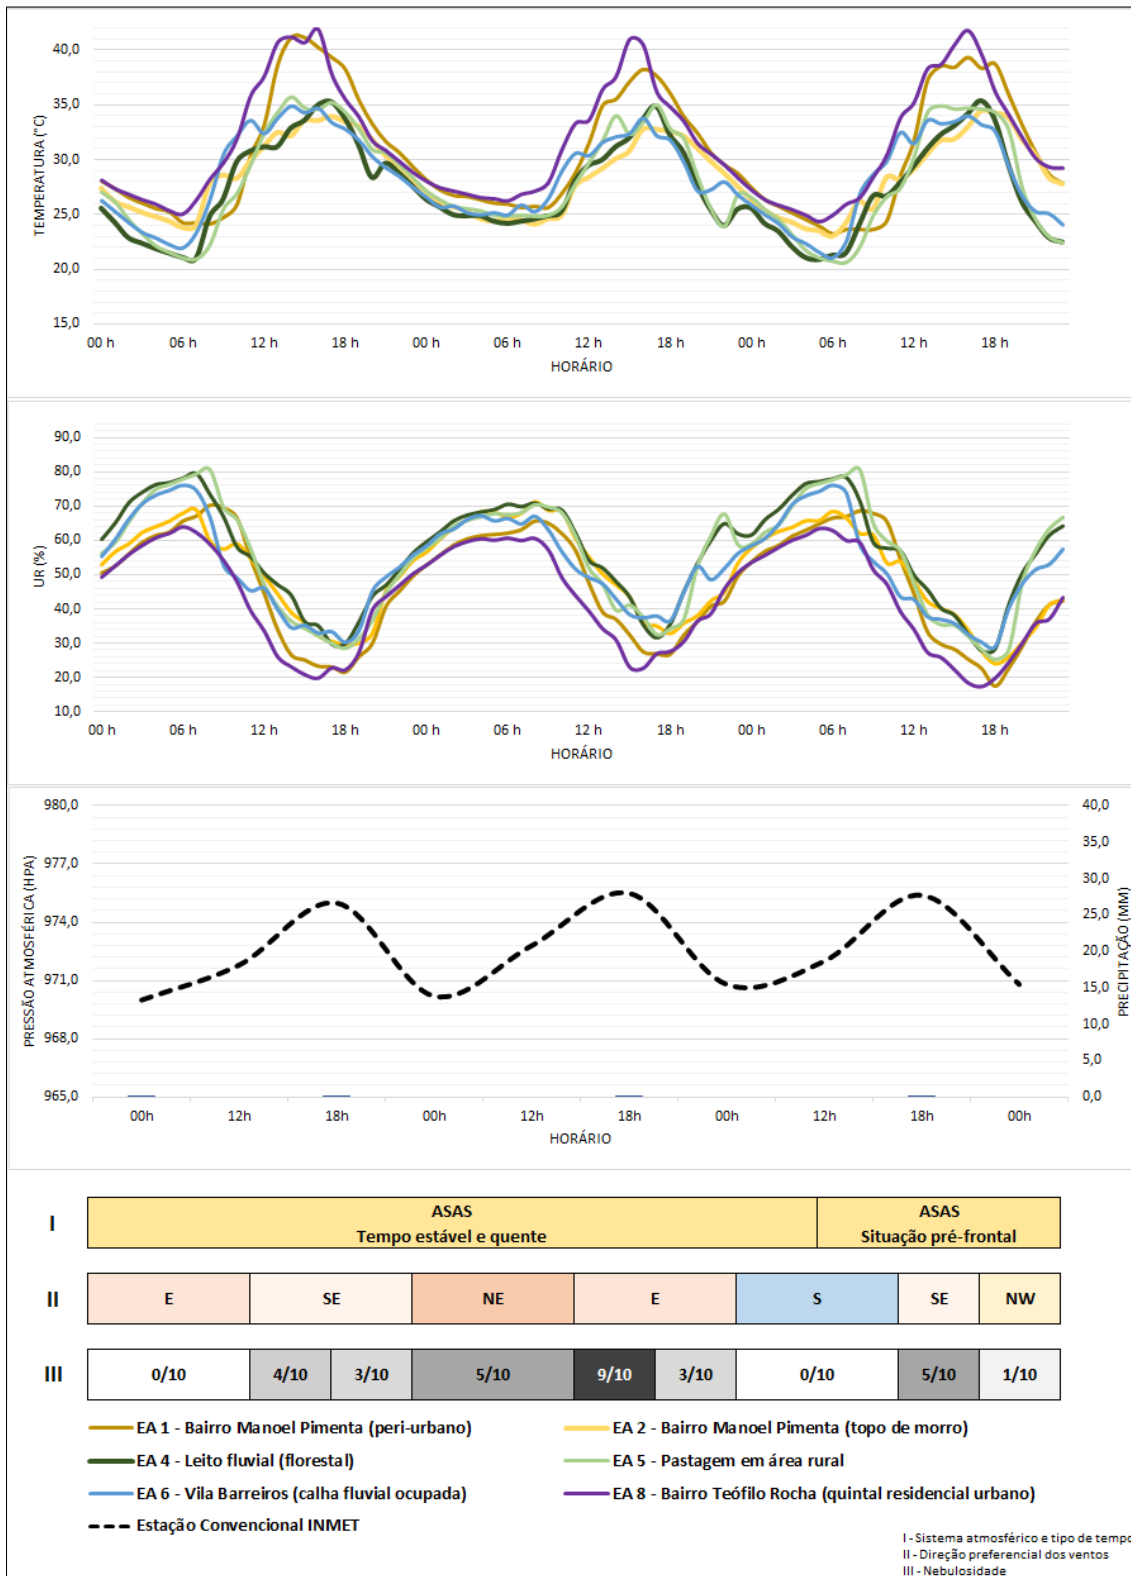 TEMPERATURA (°C)
40,0
35,0
30,0
25,0
20,0
15,0
00 h 06 h 12 h 18 h 00 h 06 h 12 h 18 h 00 h 06 h 12 h 18 h
HORÁRIO
UR (%)
90,0
80,0
70,0
60,0
50,0
40,0
30,0
20,0
10,0
00 h 06 h 12 h 18 h 00 h 06 h 12 h 18 h 00 h 06 h 12 h 18 h
HORÁRIO
PRESSÃO ATMOSFÉRICA (HPA)
980,0
977,0
974,0
971,0
968,0
965,0
PRECIPITAÇÃO (MM)
40,0
35,0
30,0
25,0
20,0
15,0
10,0
5,0
0,0
00h 12h 18h 00h 12h 18h 00h 12h 18h 00h
HORÁRIO
I
ASAS
Tempo estável e quente
ASAS
Situação pré-frontal
II E SE NE E S SE NW
III 0/10 4/10 3/10 5/10 9/10 3/10 0/10 5/10 1/10
EA 1 - Bairro Manoel Pimenta (peri-urbano)
EA 2 - Bairro Manoel Pimenta (topo de morro)
EA 4 - Leito fluvial (florestal)
EA 5 - Pastagem em área rural
EA 6 - Vila Barreiros (calha fluvial ocupada)
EA 8 - Bairro Teófilo Rocha (quintal residencial urbano)
Estação Convencional INMET
I - Sistema atmosférico e tipo de tempo
II - Direção preferencial dos ventos
III - Nebulosidade